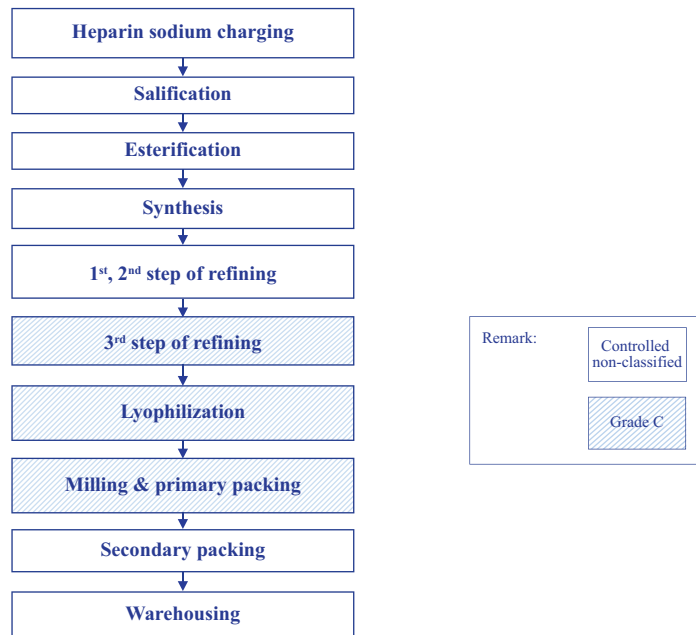 Heparin sodium charging
Salification
Esterification
Synthesis
1st, 2nd step of refining
3rd step of refining
Lyophilization
Milling & primary packing
Secondary packing
Warehousing
Remark:
Controlled
non-classified
Grade C